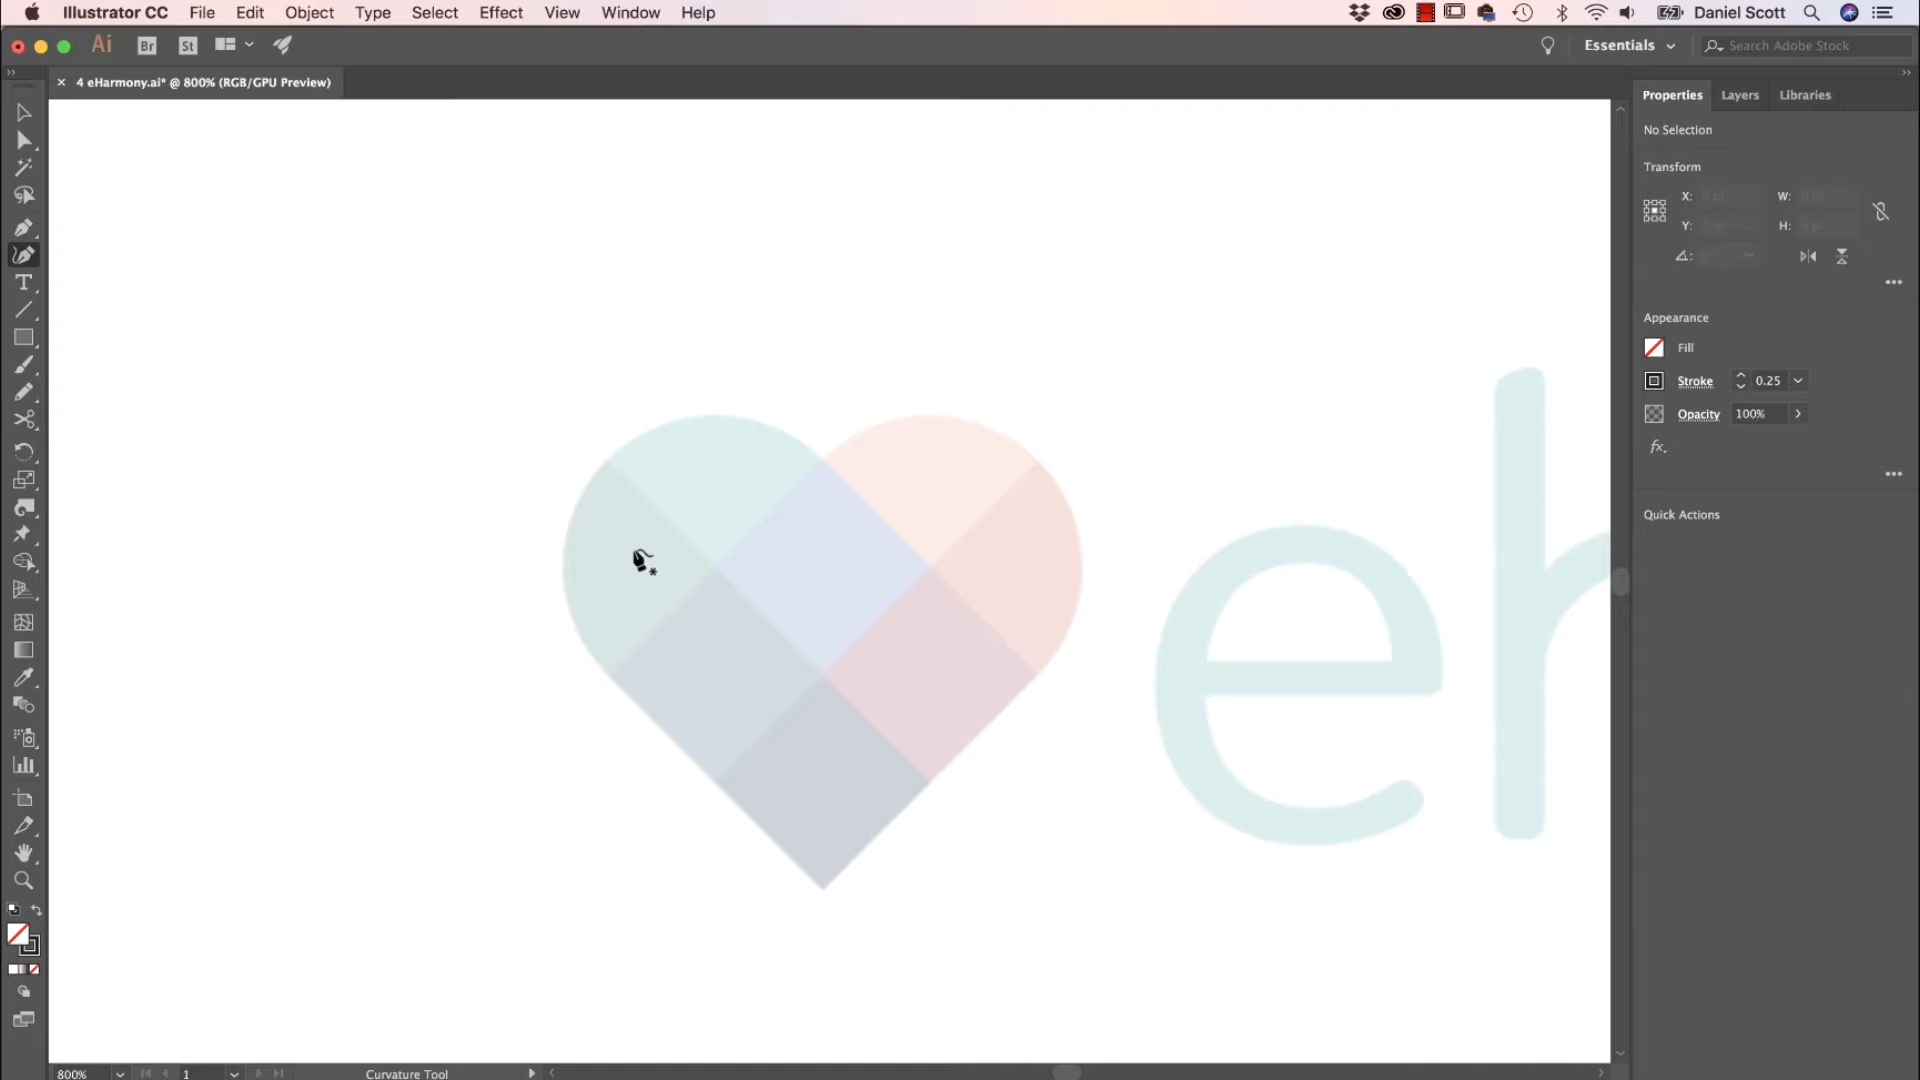 Illustrator CC File Edit Object Type Select Effect View Window Help Daniel Scott
Ai Br St Essentials Search Adobe Stock
× 4 eHarmony.ai* @ 800% (RGB/GPU Preview)
Properties Layers Libraries
No Selection
Transform
X: W:
Y: H:
Appearance
Fill
Stroke 0.25
Opacity 100%
fx.
Quick Actions
eh
800% 1 Curvature Tool